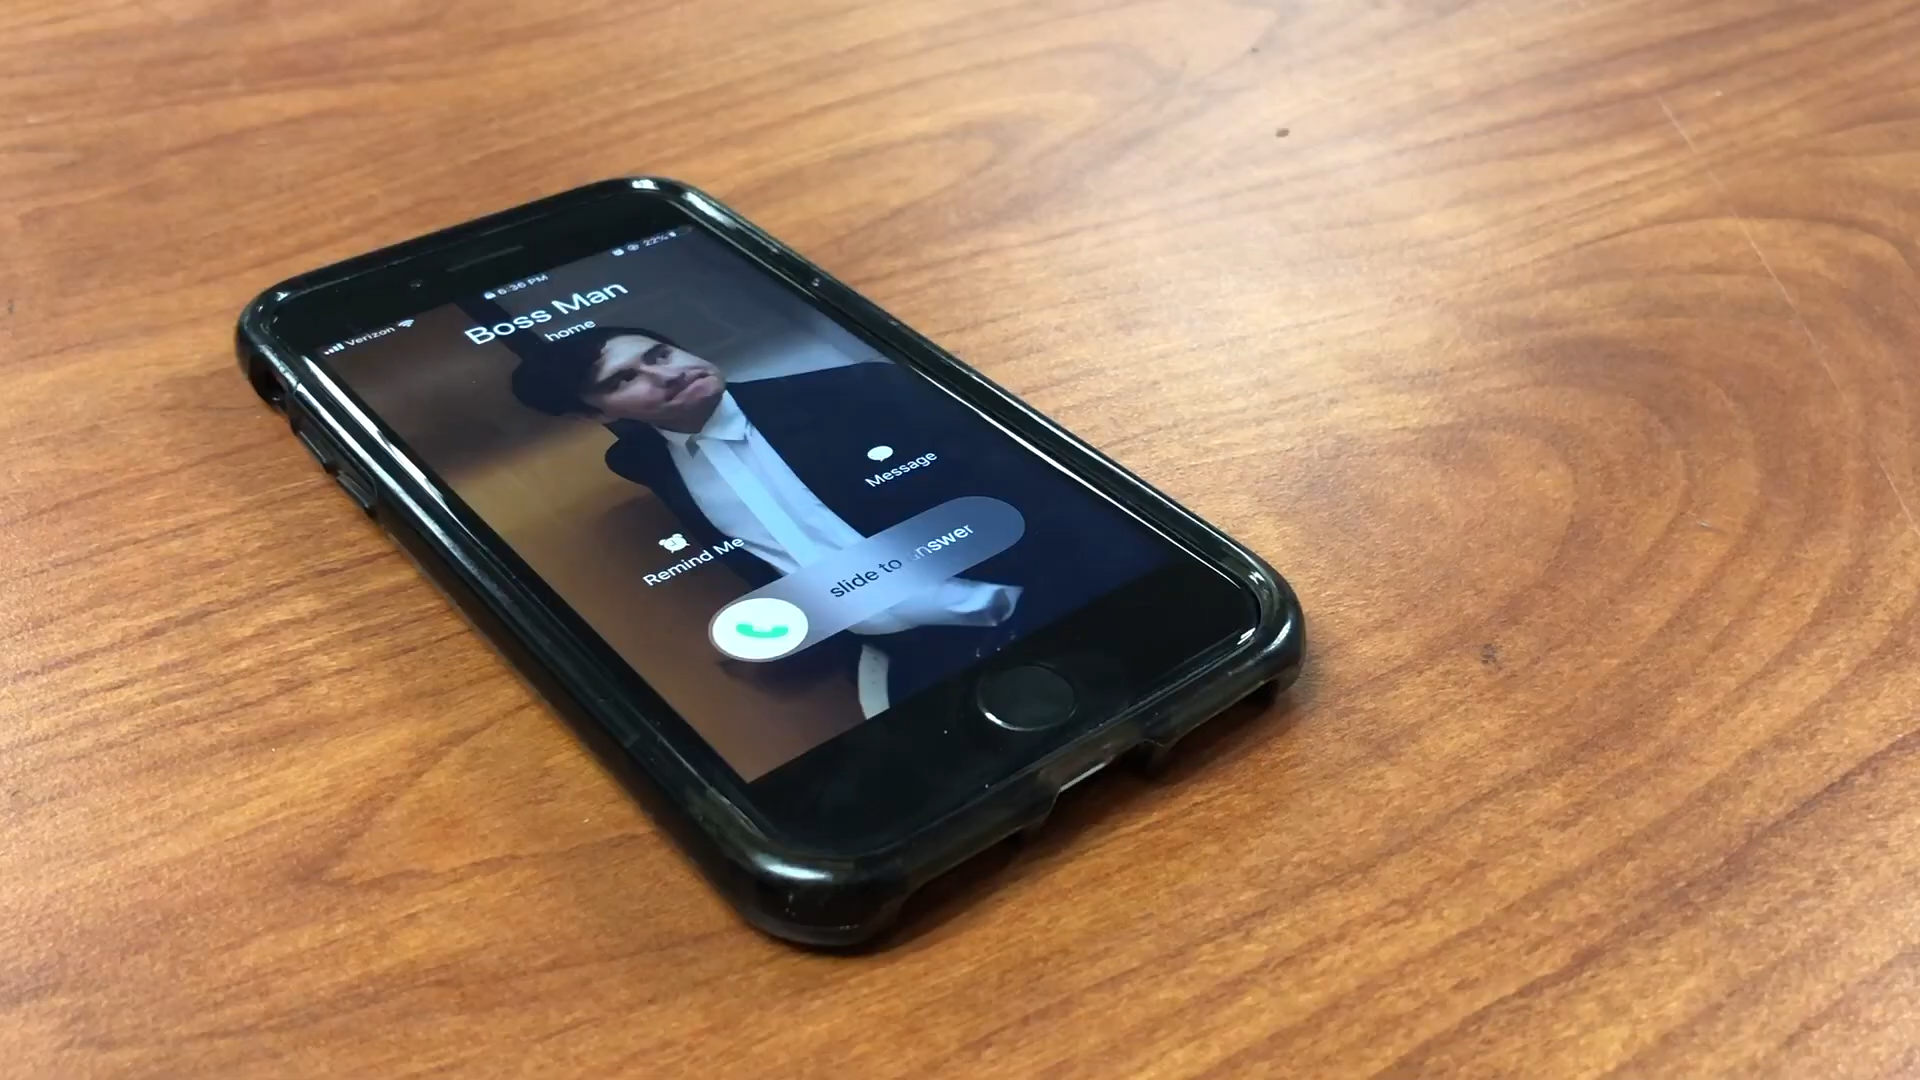 Verizon
6:36 PM
22%
Boss Man
home
Message
Remind Me
slide to answer